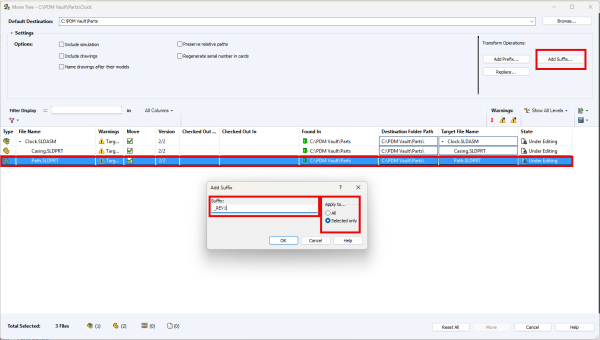 Move Tree - C:\PDM Vault\Parts\Clock
Default Destination: C:\PDM Vault\Parts Browse...
Settings
Options: Include simulation Preserve relative paths
Include drawings Regenerate serial number in cards
Name drawings after their models
Transform Operations:
Add Prefix... Add Suffix...
Replace...
Filter Display in All Columns Warnings: Show All Levels
Type File Name Warnings Move Version Checked Out ... Checked Out In Found In Destination Folder Path Target File Name State
Clock.SLDASM Targ... 2/2 C:\PDM Vault\Parts C:\PDM Vault\Parts\ Clock.SLDASM Under Editing
Casing.SLDPRT Targ... 2/2 C:\PDM Vault\Parts C:\PDM Vault\Parts\ Casing.SLDPRT Under Editing
Path.SLDPRT Targ... 2/2 C:\PDM Vault\Parts C:\PDM Vault\Parts\ Path.SLDPRT Under Editing
Add Suffix ?
Suffix: Apply to...
All
Selected only
OK Cancel Help
Total Selected: 3 Files (1) (2) (0) (0) Reset All Move Cancel Help